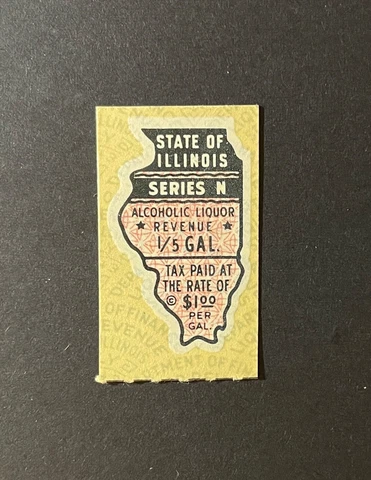 STATE OF
ILLINOIS
SERIES N
ALCOHOLIC LIQUOR
★ REVENUE ★
1/5 GAL.
TAX PAID AT
THE RATE OF
© $1.00
PER
GAL.